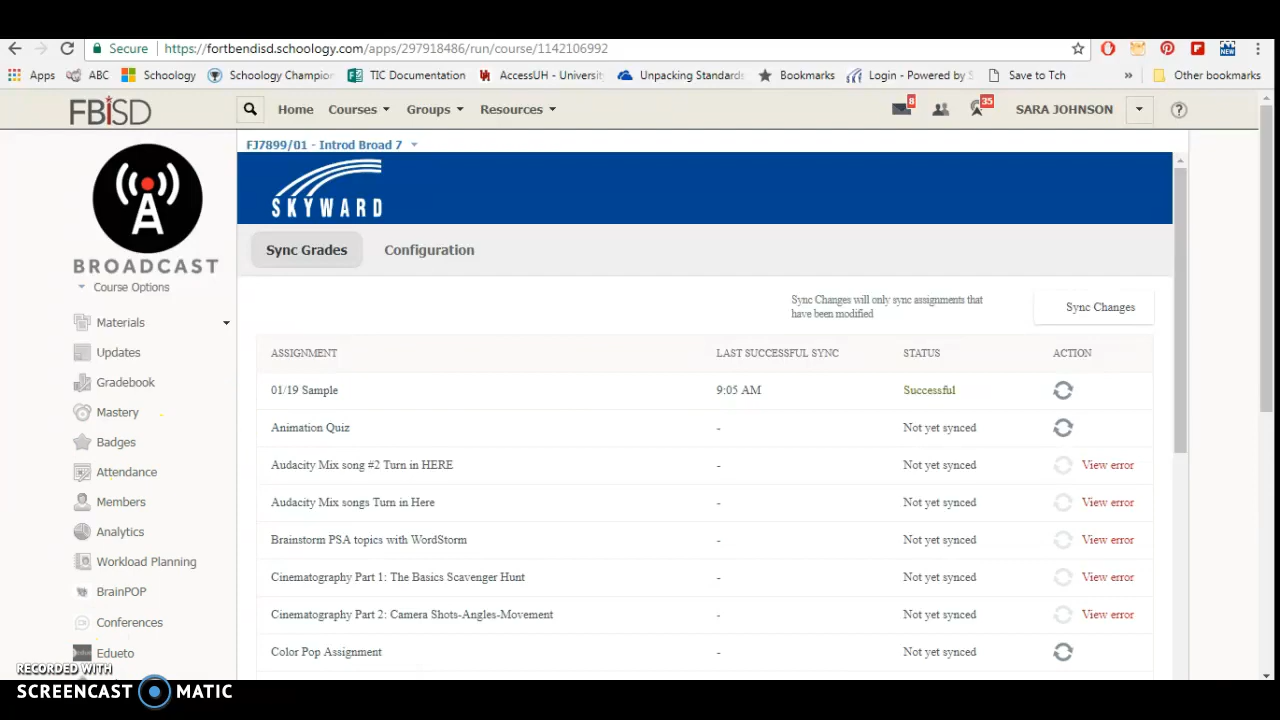 Secure https://fortbendisd.schoology.com/apps/297918486/run/course/1142106992
NEW
Apps ABC Schoology Schoology Champion TIC Documentation AccessUH - Universit Unpacking Standards Bookmarks Login - Powered by S Save to Tch » Other bookmarks
FBISD Home Courses Groups Resources 8 35 SARA JOHNSON ?
FJ7899/01 - Introd Broad 7
SKYWARD
BROADCAST
Course Options
Materials
Updates
Gradebook
Mastery
Badges
Attendance
Members
Analytics
Workload Planning
BrainPOP
Conferences
Edueto
Sync Grades Configuration
Sync Changes will only sync assignments that
have been modified
Sync Changes
ASSIGNMENT LAST SUCCESSFUL SYNC STATUS ACTION
01/19 Sample 9:05 AM Successful
Animation Quiz - Not yet synced
Audacity Mix song #2 Turn in HERE - Not yet synced View error
Audacity Mix songs Turn in Here - Not yet synced View error
Brainstorm PSA topics with WordStorm - Not yet synced View error
Cinematography Part 1: The Basics Scavenger Hunt - Not yet synced View error
Cinematography Part 2: Camera Shots-Angles-Movement - Not yet synced View error
Color Pop Assignment - Not yet synced
RECORDED WITH
SCREENCAST MATIC